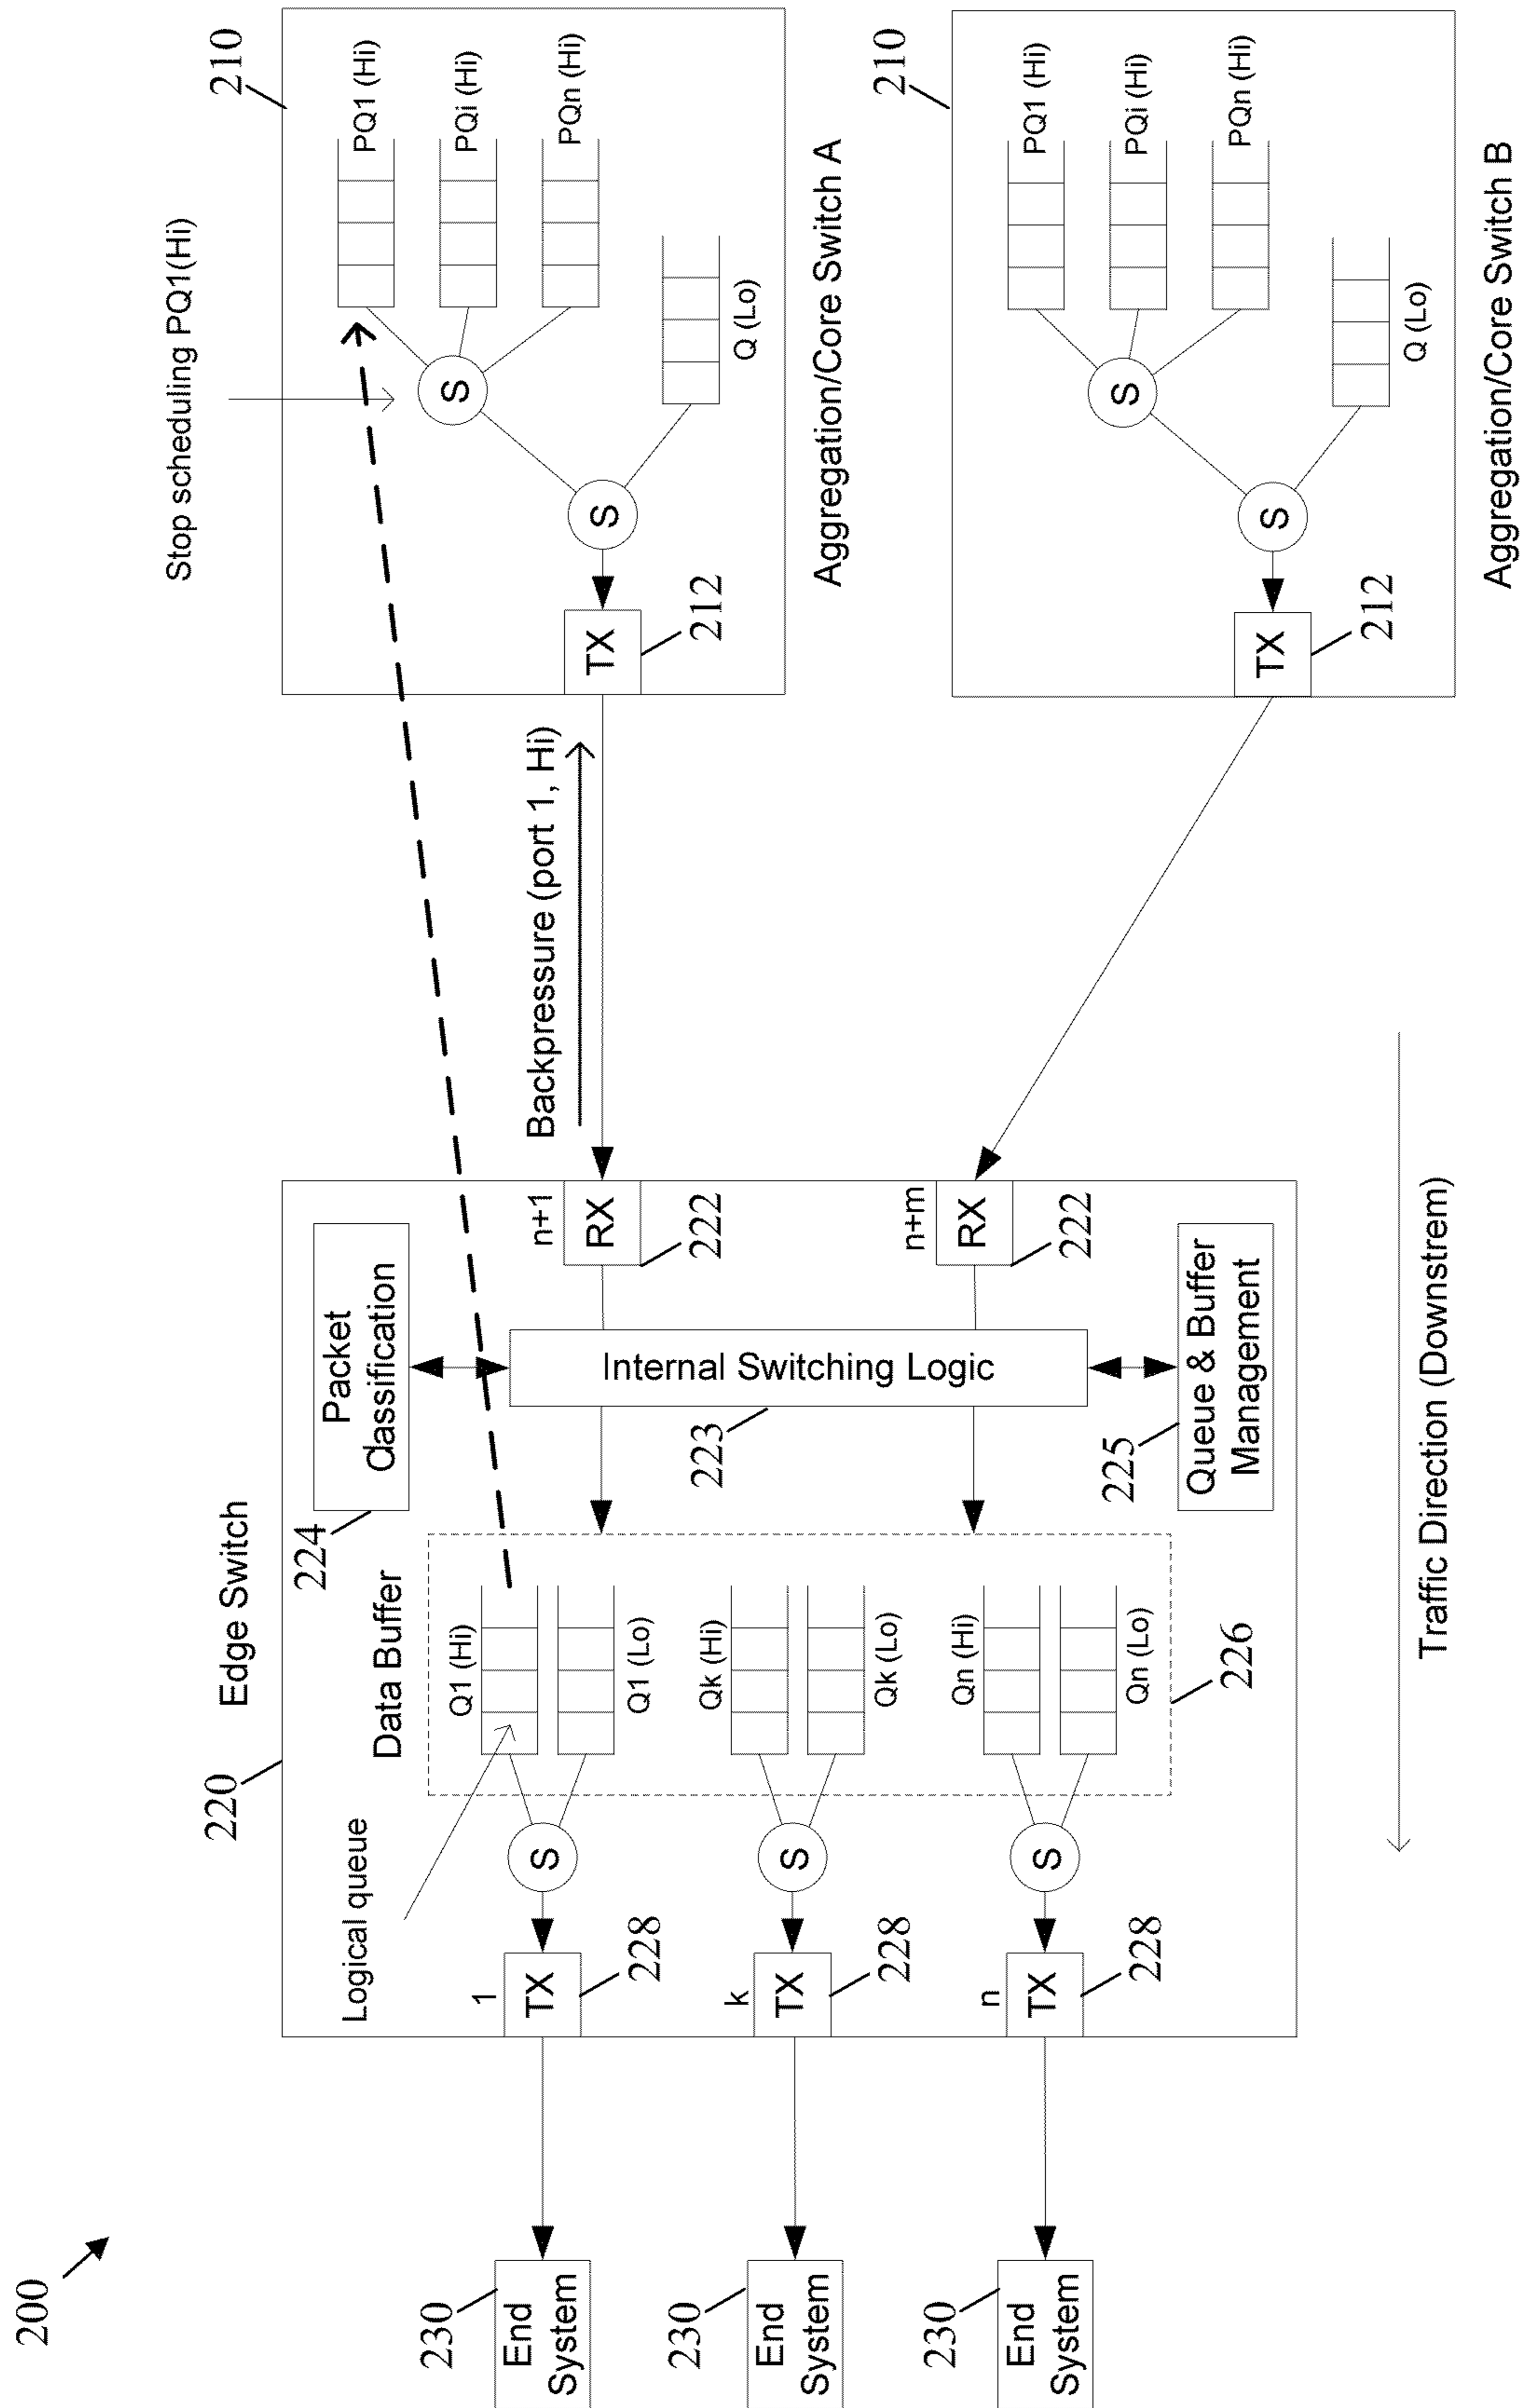 200
Edge Switch
220
Logical queue
Data Buffer
224
Packet
Classification
Stop scheduling PQ1(Hi)
210
230
End
System
1
TX
228
S
Q1 (Hi)
Q1 (Lo)
n+1
RX
222
Backpressure (port 1, Hi)
TX
212
S
S
PQ1 (Hi)
PQi (Hi)
PQn (Hi)
Q (Lo)
Aggregation/Core Switch A
230
End
System
k
TX
228
S
Qk (Hi)
Qk (Lo)
Internal Switching Logic
223
230
End
System
n
TX
228
S
Qn (Hi)
Qn (Lo)
226
n+m
RX
222
225
Queue & Buffer
Management
210
TX
212
S
S
PQ1 (Hi)
PQi (Hi)
PQn (Hi)
Q (Lo)
Aggregation/Core Switch B
Traffic Direction (Downstrem)